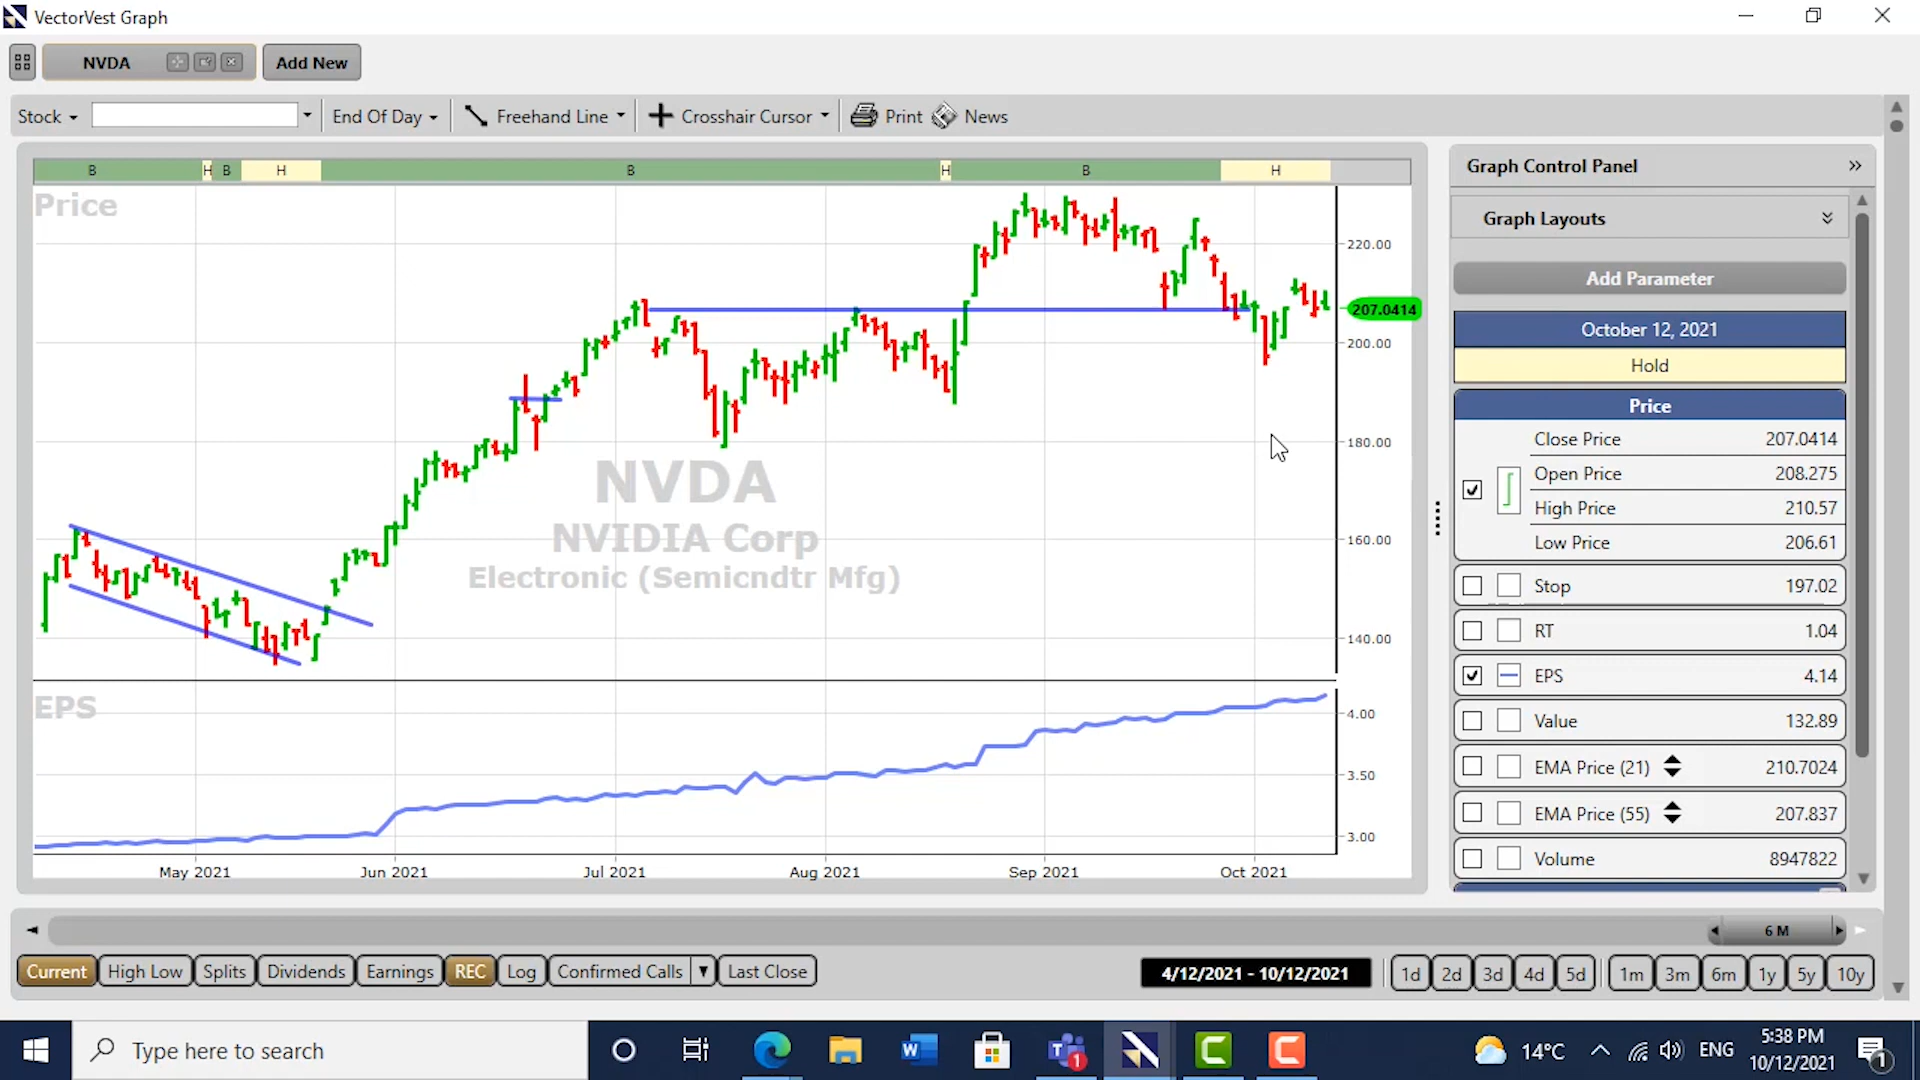 VectorVest Graph
NVDA
Add New
Stock
End Of Day
Freehand Line
Crosshair Cursor
Print
News
B H B H B H B H
Price
220.00
207.0414
200.00
180.00
160.00
140.00
NVDA
NVIDIA Corp
Electronic (Semicndtr Mfg)
EPS
4.00
3.50
3.00
May 2021 Jun 2021 Jul 2021 Aug 2021 Sep 2021 Oct 2021
Graph Control Panel
Graph Layouts
Add Parameter
October 12, 2021
Hold
Price
Close Price 207.0414
Open Price 208.275
High Price 210.57
Low Price 206.61
Stop 197.02
RT 1.04
EPS 4.14
Value 132.89
EMA Price (21) 210.7024
EMA Price (55) 207.837
Volume 8947822
6 M
Current High Low Splits Dividends Earnings REC Log Confirmed Calls Last Close
4/12/2021 - 10/12/2021
1d 2d 3d 4d 5d 1m 3m 6m 1y 5y 10y
Type here to search
14°C
ENG
5:38 PM
10/12/2021
1
1